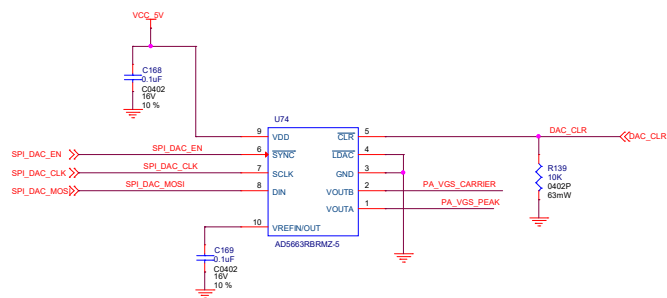 VCC_5V
C168
0.1uF
C0402
16V
10 %
U74
9 VDD CLR 5 DAC_CLR DAC_CLR
SPI_DAC_EN SPI_DAC_EN 6 SYNC LDAC 4
SPI_DAC_CLK SPI_DAC_CLK 7 SCLK GND 3
SPI_DAC_MOSI SPI_DAC_MOSI 8 DIN VOUTB 2 PA_VGS_CARRIER
VOUTA 1 PA_VGS_PEAK
10 VREFIN/OUT
AD5663RBRMZ-5
R139
10K
0402P
63mW
C169
0.1uF
C0402
16V
10 %